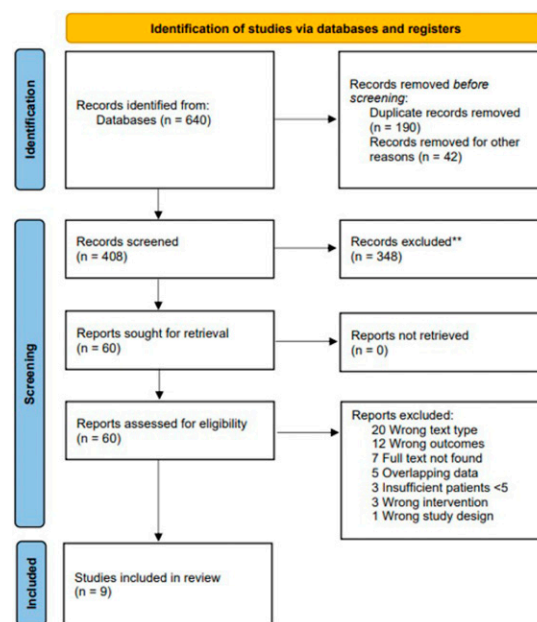 Identification of studies via databases and registers
Identification
Records identified from:
Databases (n = 640)
Records removed before
screening:
Duplicate records removed
(n = 190)
Records removed for other
reasons (n = 42)
Screening
Records screened
(n = 408)
Records excluded**
(n = 348)
Reports sought for retrieval
(n = 60)
Reports not retrieved
(n = 0)
Reports assessed for eligibility
(n = 60)
Reports excluded:
20 Wrong text type
12 Wrong outcomes
7 Full text not found
5 Overlapping data
3 Insufficient patients <5
3 Wrong intervention
1 Wrong study design
Included
Studies included in review
(n = 9)